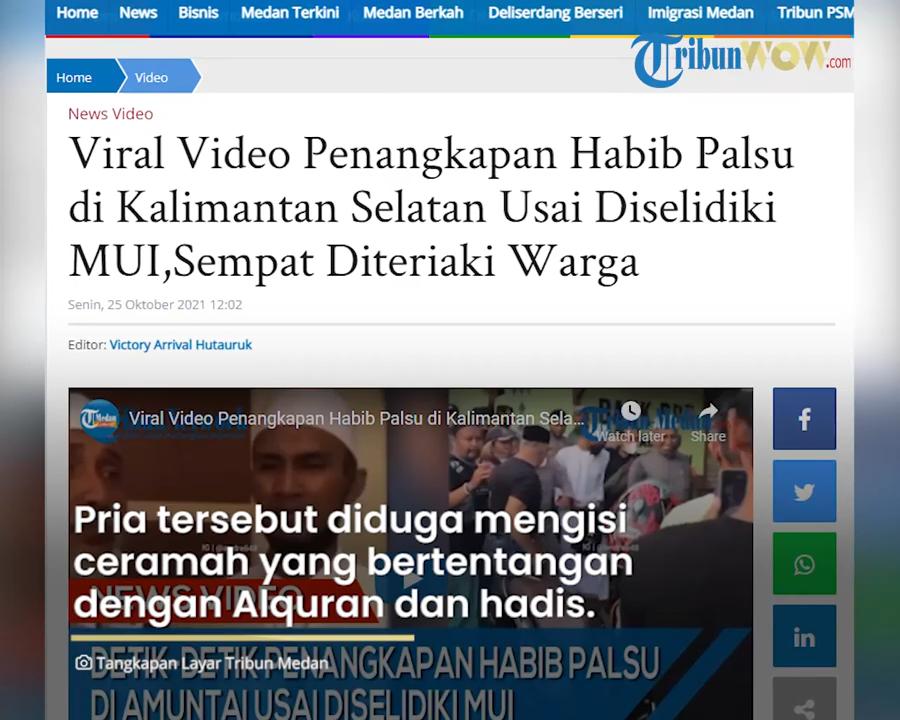 Home News Bisnis Medan Terkini Medan Berkah Deliserdang Berseri Imigrasi Medan Tribun PSM
TribunWOW.com
Home Video
News Video
Viral Video Penangkapan Habib Palsu
di Kalimantan Selatan Usai Diselidiki
MUI,Sempat Diteriaki Warga
Senin, 25 Oktober 2021 12:02
Editor: Victory Arrival Hutauruk
Viral Video Penangkapan Habib Palsu di Kalimantan Sela...
Watch later Share
Pria tersebut diduga mengisi
ceramah yang bertentangan
dengan Alquran dan hadis.
NEWS VIDEO
Tangkapan Layar Tribun Medan
DETIK-DETIK PENANGKAPAN HABIB PALSU
DI AMUNTAI USAI DISELIDIKI MUI